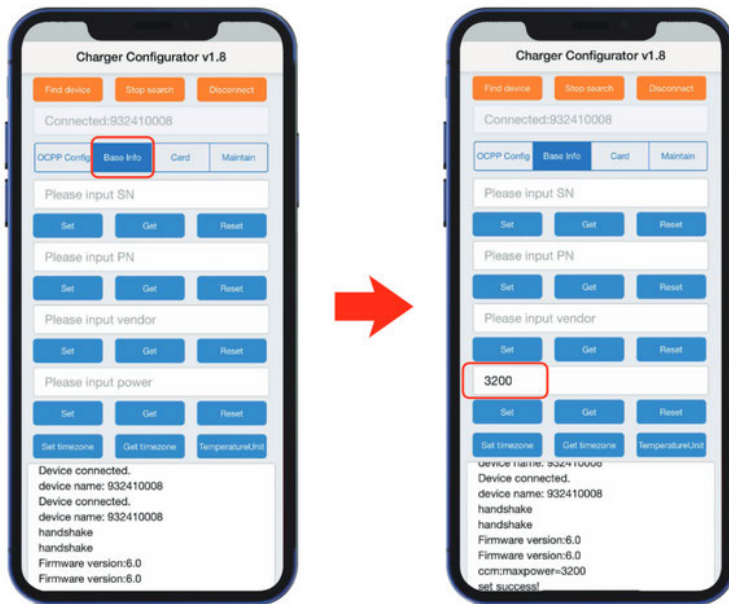 Charger Configurator v1.8
Find device Stop search Disconnect
Connected:932410008
OCPP Config Base Info Card Maintain
Please input SN
Set Get Reset
Please input PN
Set Get Reset
Please input vendor
Set Get Reset
Please input power
Set Get Reset
Set timezone Get timezone TemperatureUnit
Device connected.
device name: 932410008
Device connected.
device name: 932410008
handshake
handshake
Firmware version:6.0
Firmware version:6.0
Charger Configurator v1.8
Find device Stop search Disconnect
Connected:932410008
OCPP Config Base Info Card Maintain
Please input SN
Set Get Reset
Please input PN
Set Get Reset
Please input vendor
Set Get Reset
3200
Set Get Reset
Set timezone Get timezone TemperatureUnit
device name: 932410008
Device connected.
device name: 932410008
handshake
handshake
Firmware version:6.0
Firmware version:6.0
ccm:maxpower=3200
set success!